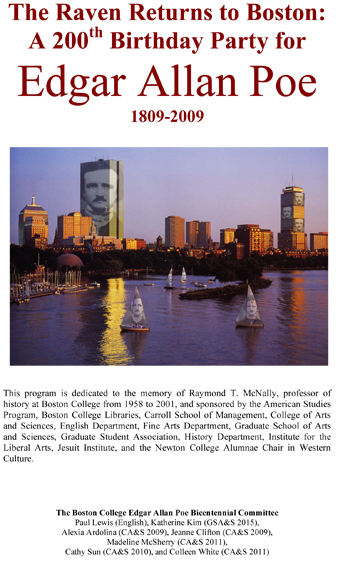 The Raven Returns to Boston:
A 200th Birthday Party for
Edgar Allan Poe
1809-2009
This program is dedicated to the memory of Raymond T. McNally, professor of
history at Boston College from 1958 to 2001, and sponsored by the American Studies
Program, Boston College Libraries, Carroll School of Management, College of Arts
and Sciences, English Department, Fine Arts Department, Graduate School of Arts
and Sciences, Graduate Student Association, History Department, Institute for the
Liberal Arts, Jesuit Institute, and the Newton College Alumnae Chair in Western
Culture.
The Boston College Edgar Allan Poe Bicentennial Committee
Paul Lewis (English), Katherine Kim (GSA&S 2015),
Alexia Ardolina (CA&S 2009), Jeanne Clifton (CA&S 2009),
Madeline McSherry (CA&S 2011),
Cathy Sun (CA&S 2010), and Colleen White (CA&S 2011)